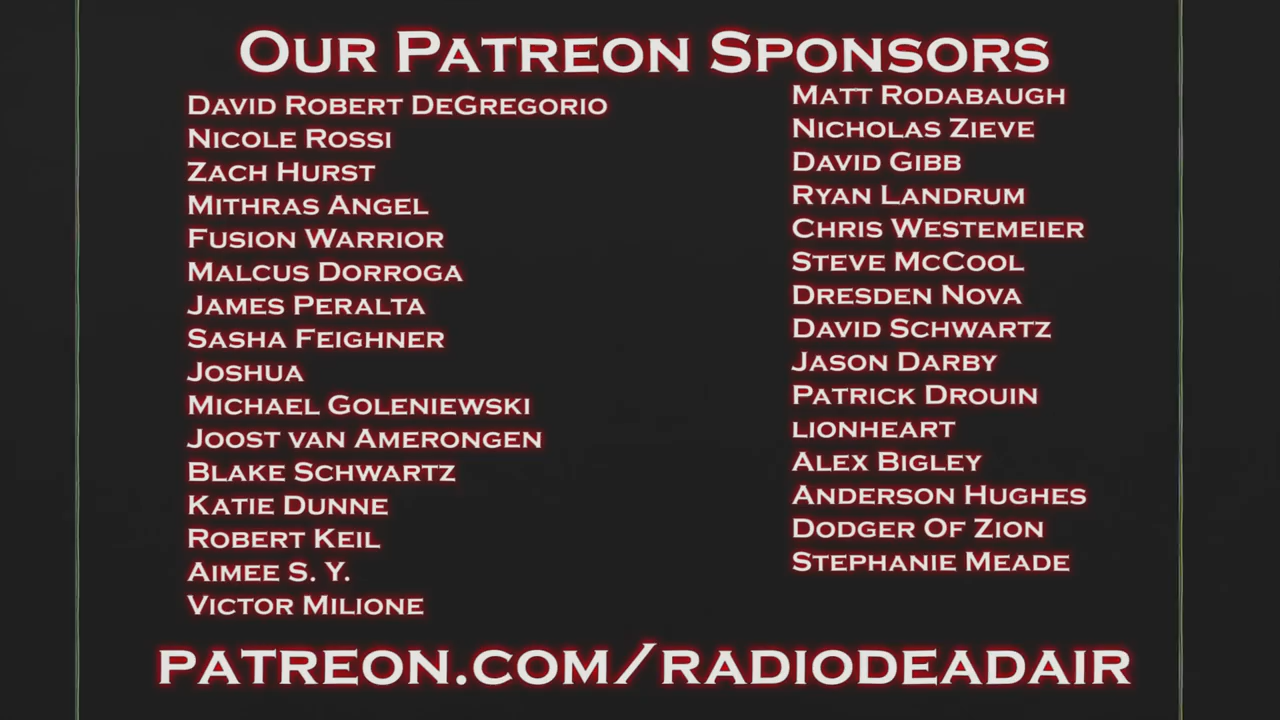 Our Patreon Sponsors
David Robert DeGregorio
Nicole Rossi
Zach Hurst
Mithras Angel
Fusion Warrior
Malcus Dorroga
James Peralta
Sasha Feighner
Joshua
Michael Goleniewski
Joost van Amerongen
Blake Schwartz
Katie Dunne
Robert Keil
Aimee S. Y.
Victor Milione
Matt Rodabaugh
Nicholas Zieve
David Gibb
Ryan Landrum
Chris Westemeier
Steve McCool
Dresden Nova
David Schwartz
Jason Darby
Patrick Drouin
lionheart
Alex Bigley
Anderson Hughes
Dodger Of Zion
Stephanie Meade
patreon.com/radiodeadair